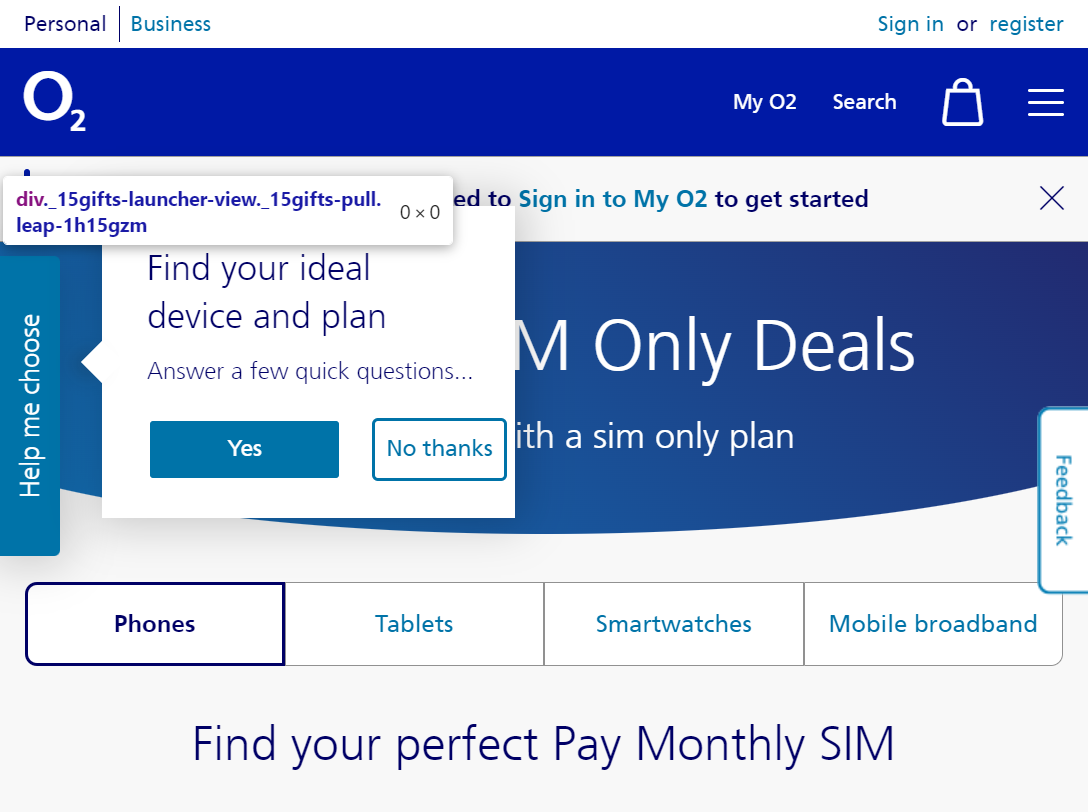 Personal
Business
Sign in or register
O2
My O2
Search
ed to Sign in to My O2 to get started
div._15gifts-launcher-view._15gifts-pull.
leap-1h15gzm
0 × 0
Find your ideal
device and plan
Answer a few quick questions...
Yes
No thanks
Help me choose
M Only Deals
ith a sim only plan
Feedback
Phones
Tablets
Smartwatches
Mobile broadband
Find your perfect Pay Monthly SIM